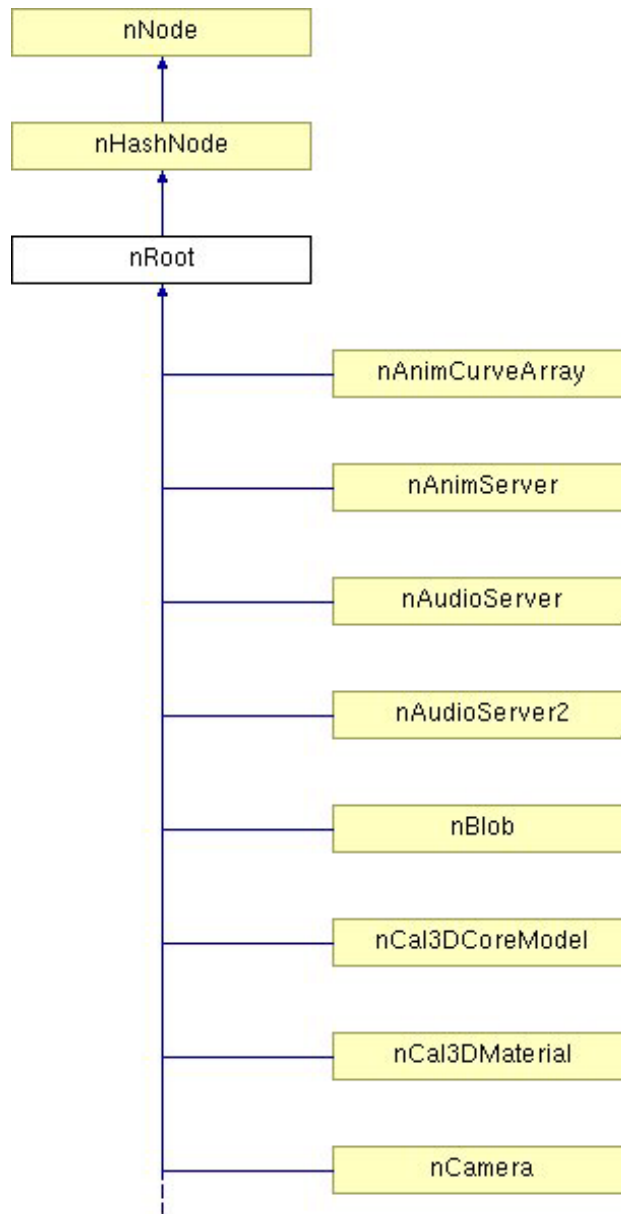 nNode
nHashNode
nRoot
nAnimCurveArray
nAnimServer
nAudioServer
nAudioServer2
nBlob
nCal3DCoreModel
nCal3DMaterial
nCamera